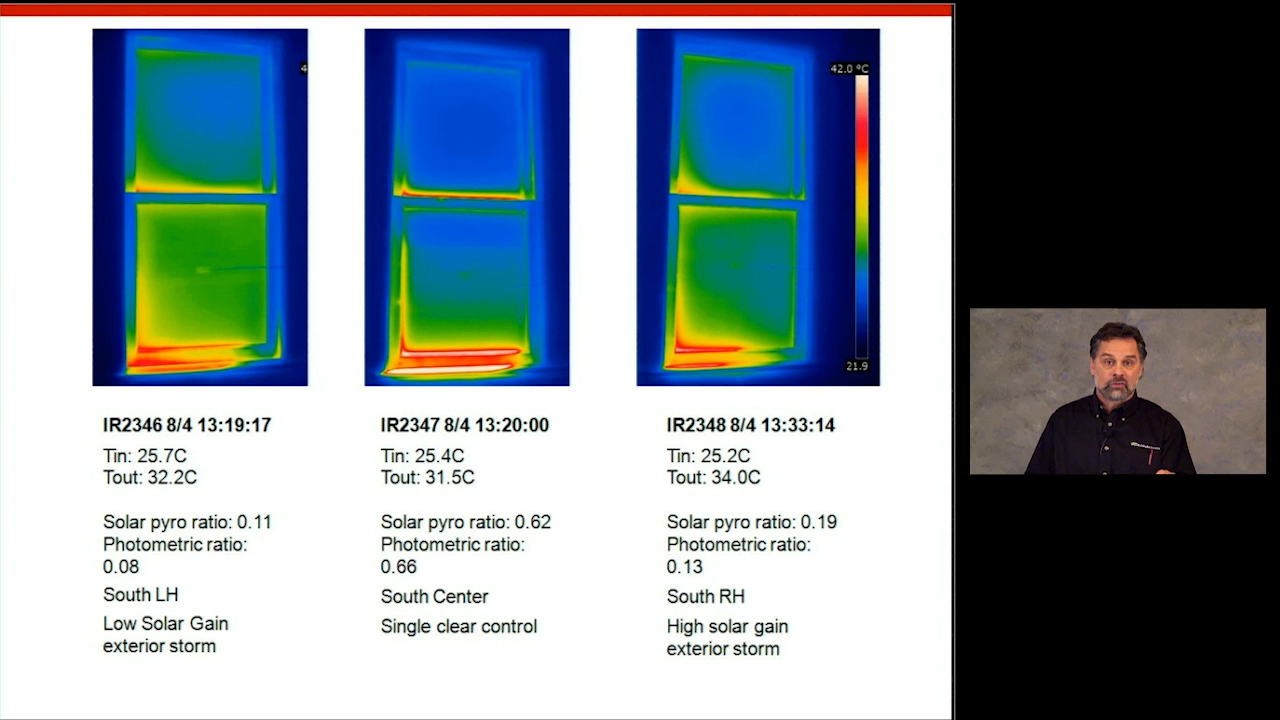 4
42.0 °C
21.9
IR2346 8/4 13:19:17
Tin: 25.7C
Tout: 32.2C
Solar pyro ratio: 0.11
Photometric ratio:
0.08
South LH
Low Solar Gain
exterior storm
IR2347 8/4 13:20:00
Tin: 25.4C
Tout: 31.5C
Solar pyro ratio: 0.62
Photometric ratio:
0.66
South Center
Single clear control
IR2348 8/4 13:33:14
Tin: 25.2C
Tout: 34.0C
Solar pyro ratio: 0.19
Photometric ratio:
0.13
South RH
High solar gain
exterior storm